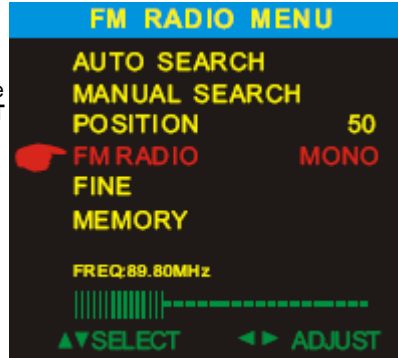 FM RADIO MENU
AUTO SEARCH
MANUAL SEARCH
POSITION 50
FM RADIO MONO
FINE
MEMORY
FREQ:89.80MHz
▲▼SELECT ◄► ADJUST